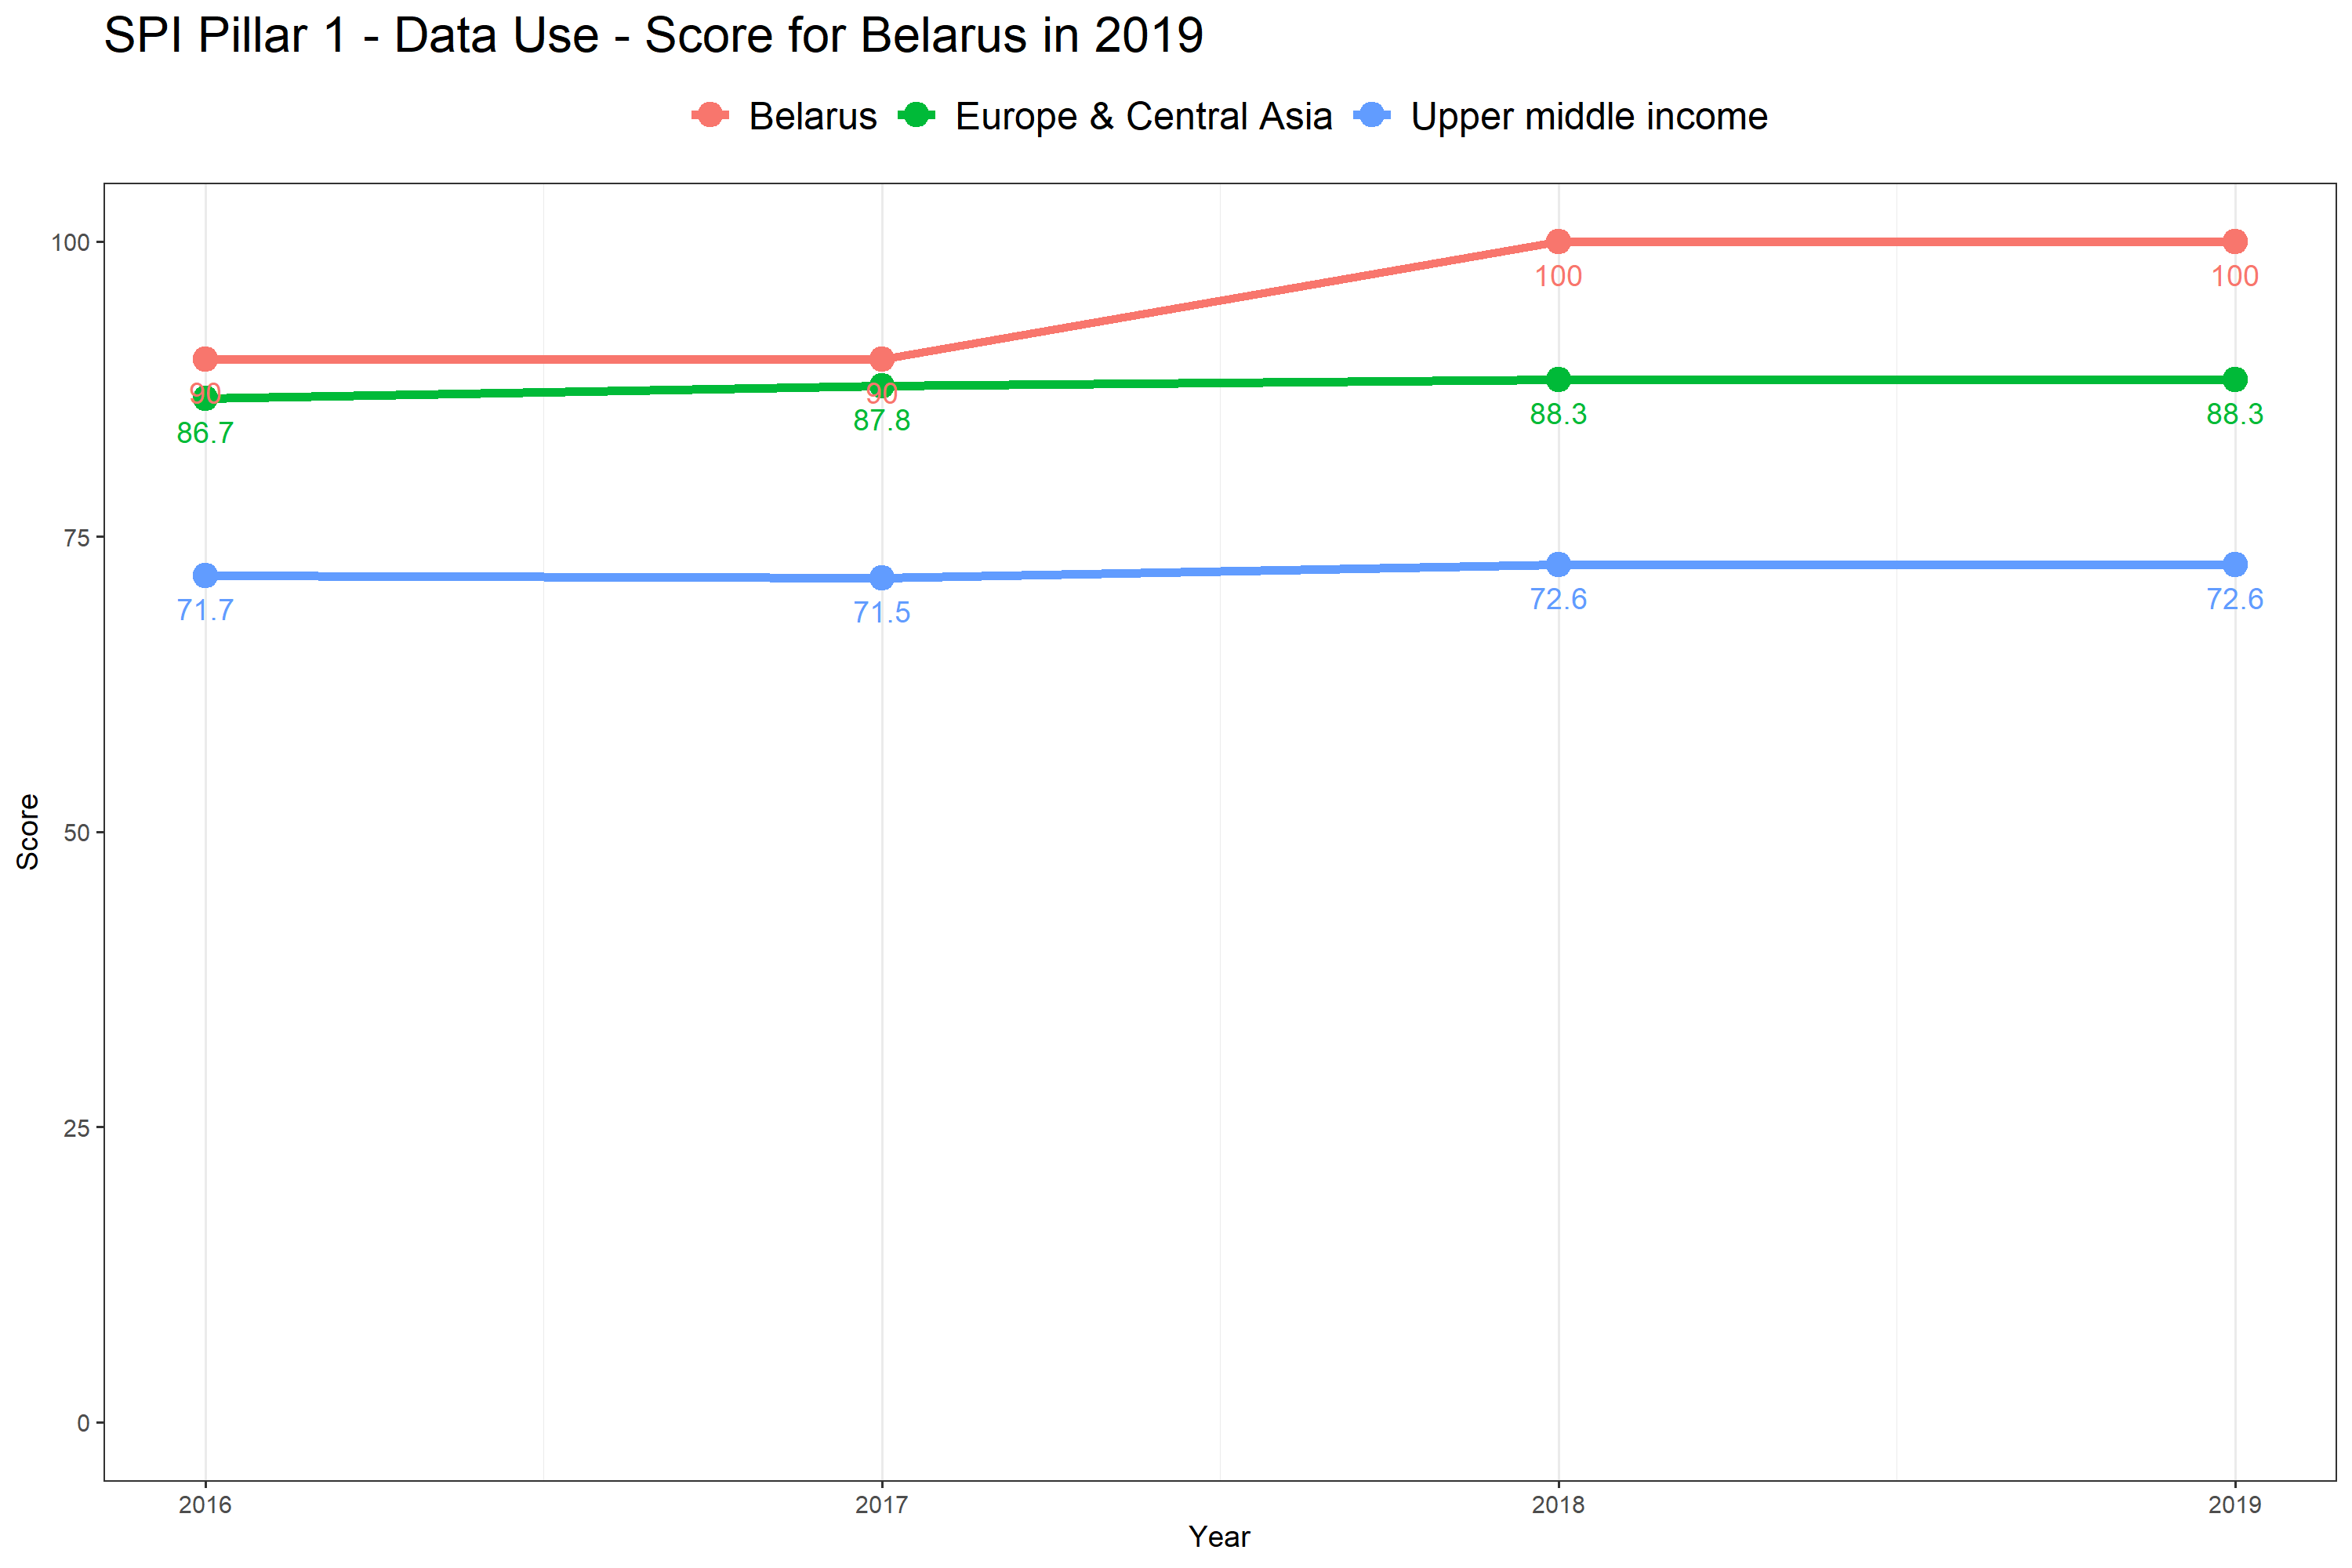 SPI Pillar 1 - Data Use - Score for Belarus in 2019
Belarus Europe & Central Asia Upper middle income
100
100 100
90 90
86.7 87.8 88.3 88.3
75
71.7 71.5 72.6 72.6
50
Score
25
0
2016 2017 2018 2019
Year